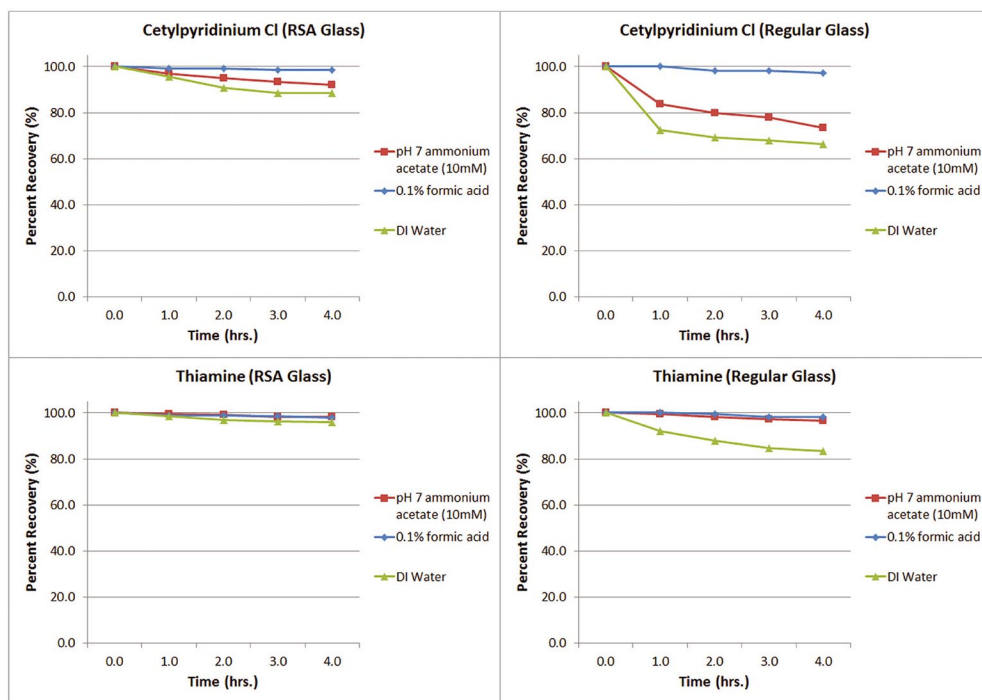 Cetylpyridinium Cl (RSA Glass)
Percent Recovery (%)
100.0
80.0
60.0
40.0
20.0
0.0
0.0 1.0 2.0 3.0 4.0
Time (hrs.)
pH 7 ammonium
acetate (10mM)
0.1% formic acid
DI Water
Cetylpyridinium Cl (Regular Glass)
Percent Recovery (%)
100.0
80.0
60.0
40.0
20.0
0.0
0.0 1.0 2.0 3.0 4.0
Time (hrs.)
pH 7 ammonium
acetate (10mM)
0.1% formic acid
DI Water
Thiamine (RSA Glass)
Percent Recovery (%)
100.0
80.0
60.0
40.0
20.0
0.0
0.0 1.0 2.0 3.0 4.0
Time (hrs.)
pH 7 ammonium
acetate (10mM)
0.1% formic acid
DI Water
Thiamine (Regular Glass)
Percent Recovery (%)
100.0
80.0
60.0
40.0
20.0
0.0
0.0 1.0 2.0 3.0 4.0
Time (hrs.)
pH 7 ammonium
acetate (10mM)
0.1% formic acid
DI Water